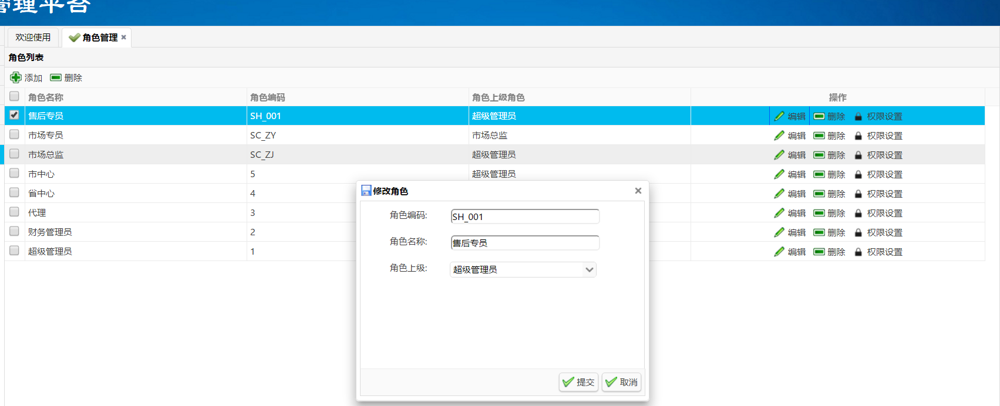 管理平台
欢迎使用 角色管理
角色列表
添加 删除
角色名称 角色编码 角色上级角色 操作
售后专员 SH_001 超级管理员 编辑 删除 权限设置
市场专员 SC_ZY 市场总监 编辑 删除 权限设置
市场总监 SC_ZJ 超级管理员 编辑 删除 权限设置
市中心 5 超级管理员 编辑 删除 权限设置
省中心 4 编辑 删除 权限设置
代理 3 编辑 删除 权限设置
财务管理员 2 编辑 删除 权限设置
超级管理员 1 编辑 删除 权限设置
修改角色
角色编码: SH_001
角色名称: 售后专员
角色上级: 超级管理员
提交 取消